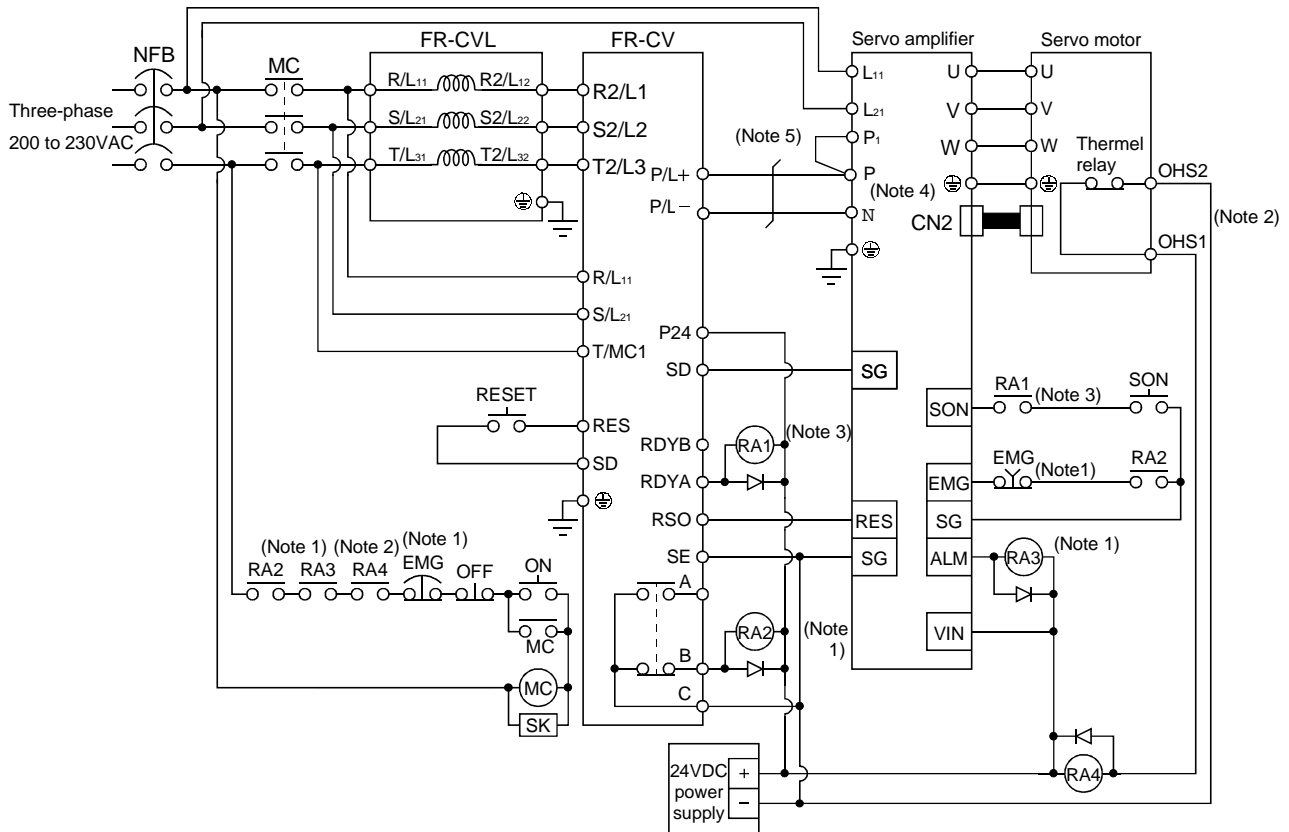 FR-CVL
FR-CV
Servo amplifier
Servo motor
NFB
MC
R/L11
R2/L12
R2/L1
L11
U
U
Three-phase
200 to 230VAC
S/L21
S2/L22
S2/L2
L21
V
V
(Note 5)
P1
T/L31
T2/L32
T2/L3
W
W
Thermel
relay
P/L+
P
(Note 4)
OHS2
P/L−
N
CN2
(Note 2)
OHS1
R/L11
S/L21
P24
T/MC1
SD
SG
RESET
RES
SD
RDYB
RA1
(Note 3)
RDYA
SON
RA1
(Note 3)
SON
EMG
EMG
(Note1)
RA2
RSO
RES
SG
SE
SG
ALM
RA3
(Note 1)
(Note 1)
(Note 2)
(Note 1)
RA2
RA3
RA4
EMG
OFF
ON
MC
A
RA2
(Note
1)
VIN
B
C
MC
SK
24VDC
power
supply
+
−
RA4